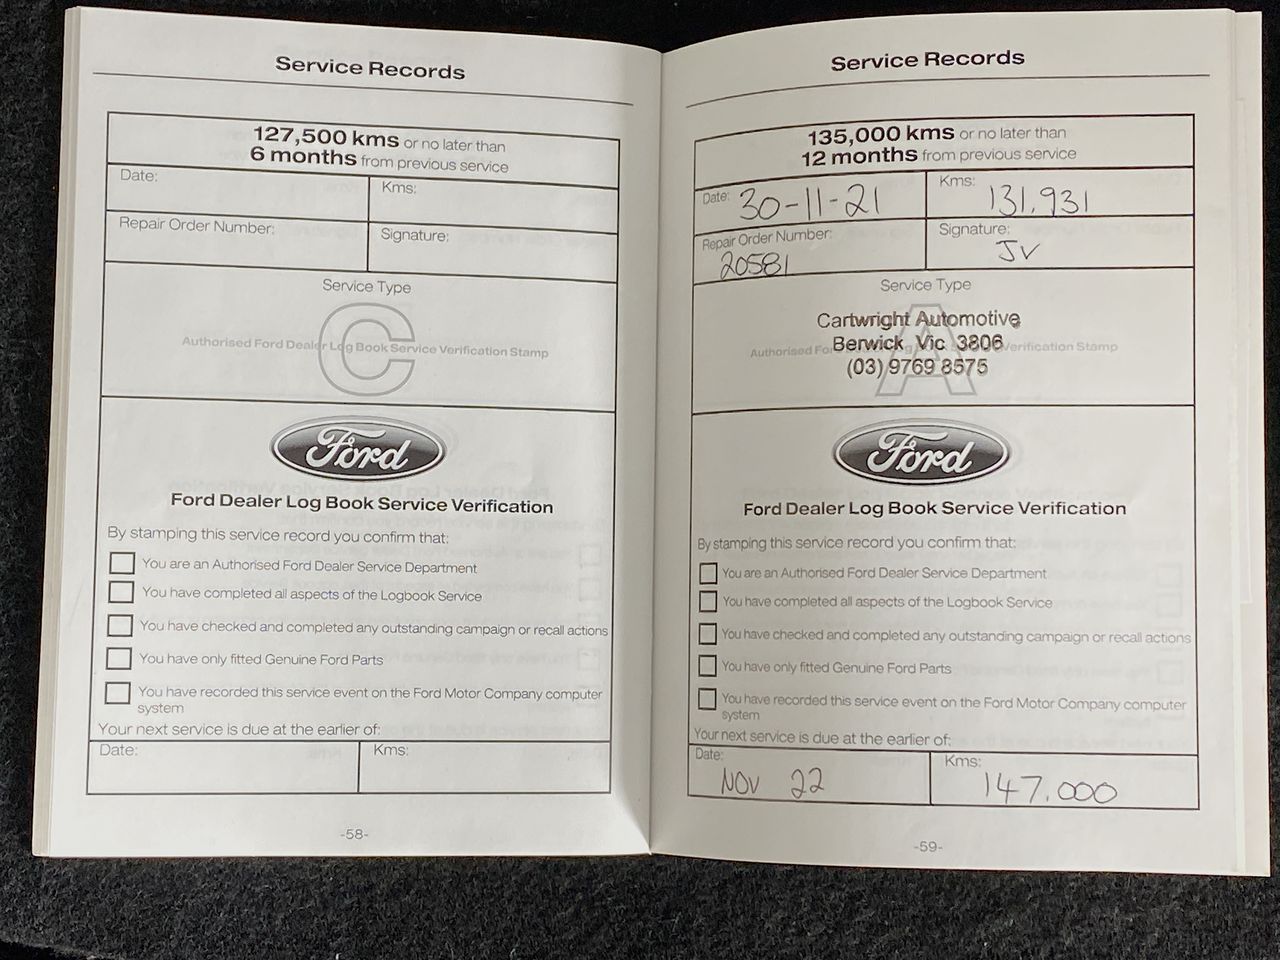 Service Records
127,500 kms or no later than
6 months from previous service
Date:
Kms:
Repair Order Number:
Signature:
Service Type
C
Authorised Ford Dealer Log Book Service Verification Stamp
Ford
Ford Dealer Log Book Service Verification
By stamping this service record you confirm that:
You are an Authorised Ford Dealer Service Department
You have completed all aspects of the Logbook Service
You have checked and completed any outstanding campaign or recall actions
You have only fitted Genuine Ford Parts
You have recorded this service event on the Ford Motor Company computer
system
Your next service is due at the earlier of:
Date:
Kms:
-58-
Service Records
135,000 kms or no later than
12 months from previous service
Date: 30-11-21
Kms: 131,931
Repair Order Number:
20581
Signature:
JV
Service Type
A
Cartwright Automotive
Berwick Vic 3806
Authorised For Verification Stamp
(03) 9769 8575
Ford
Ford Dealer Log Book Service Verification
By stamping this service record you confirm that:
You are an Authorised Ford Dealer Service Department
You have completed all aspects of the Logbook Service
You have checked and completed any outstanding campaign or recall actions
You have only fitted Genuine Ford Parts
You have recorded this service event on the Ford Motor Company computer
system
Your next service is due at the earlier of:
Date:
NOV 22
Kms:
147.000
-59-